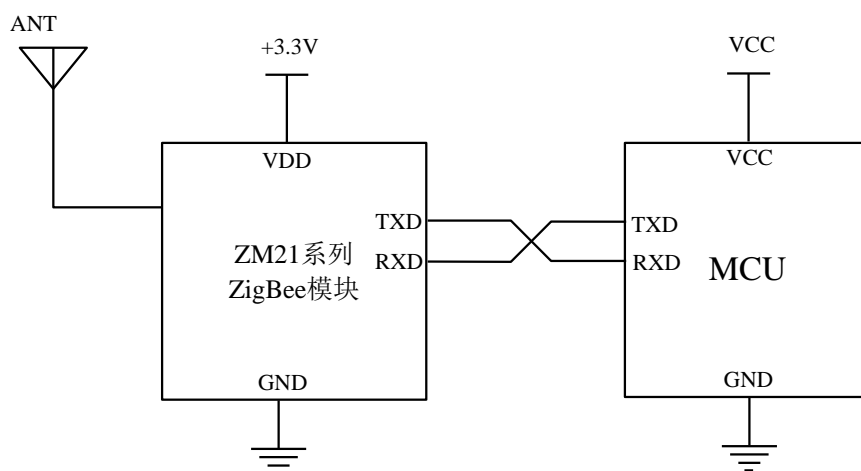 ANT
+3.3V
VCC
VDD
VCC
TXD
TXD
ZM21系列
RXD
RXD
MCU
ZigBee模块
GND
GND